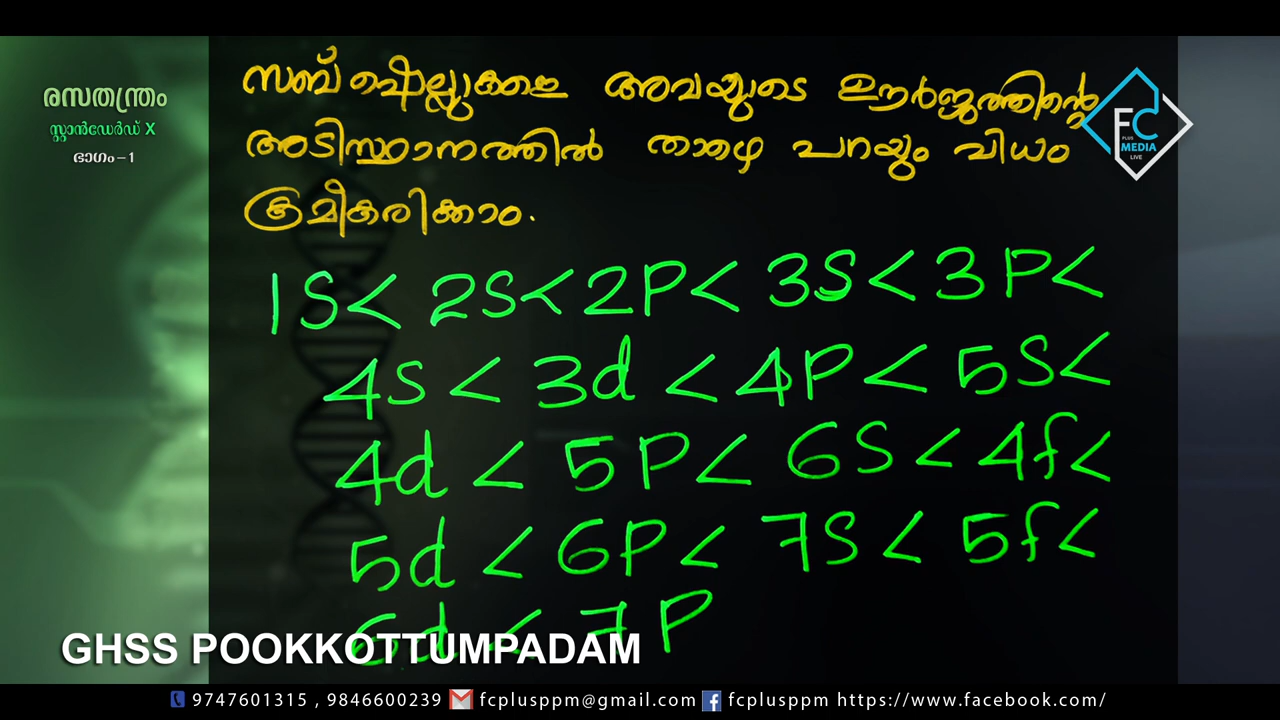 രസതന്ത്രം
സ്റ്റാൻഡേർഡ് X
ഭാഗം-1
സബ് ഷെല്ലുകളെ അവയുടെ ഊർജ്ജത്തിന്റെ
അടിസ്ഥാനത്തിൽ താഴെ പറയും വിധം
ക്രമീകരിക്കാം.
FC
PLUS
MEDIA
LIVE
1S< 2S<2P< 3S<3P<
4S < 3d < 4P < 5S<
4d < 5P< 6S < 4f<
5d < 6P < 7S < 5f<
6d < 7P
GHSS POOKKOTTUMPADAM
9747601315 , 9846600239 fcplusppm@gmail.com fcplusppm https://www.facebook.com/